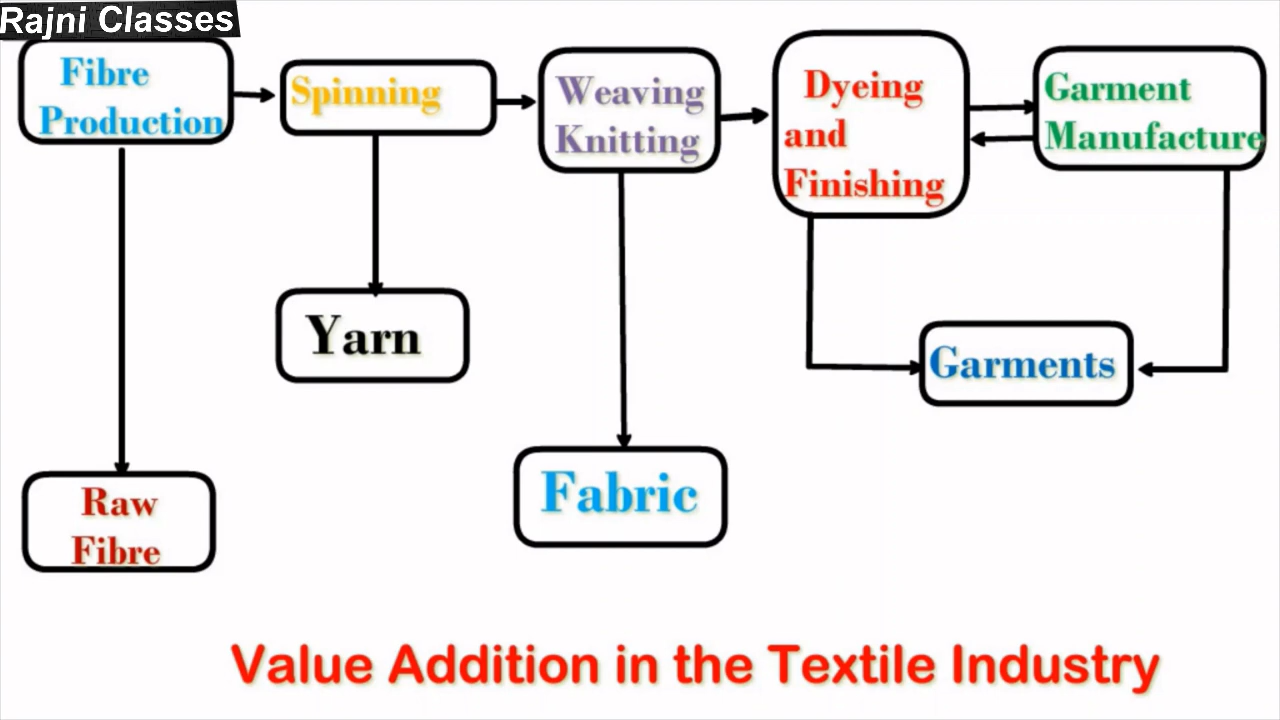 Rajni Classes
Fibre
Production
Spinning
Weaving
Knitting
Dyeing
and
Finishing
Garment
Manufacture
Yarn
Garments
Fabric
Raw
Fibre
Value Addition in the Textile Industry